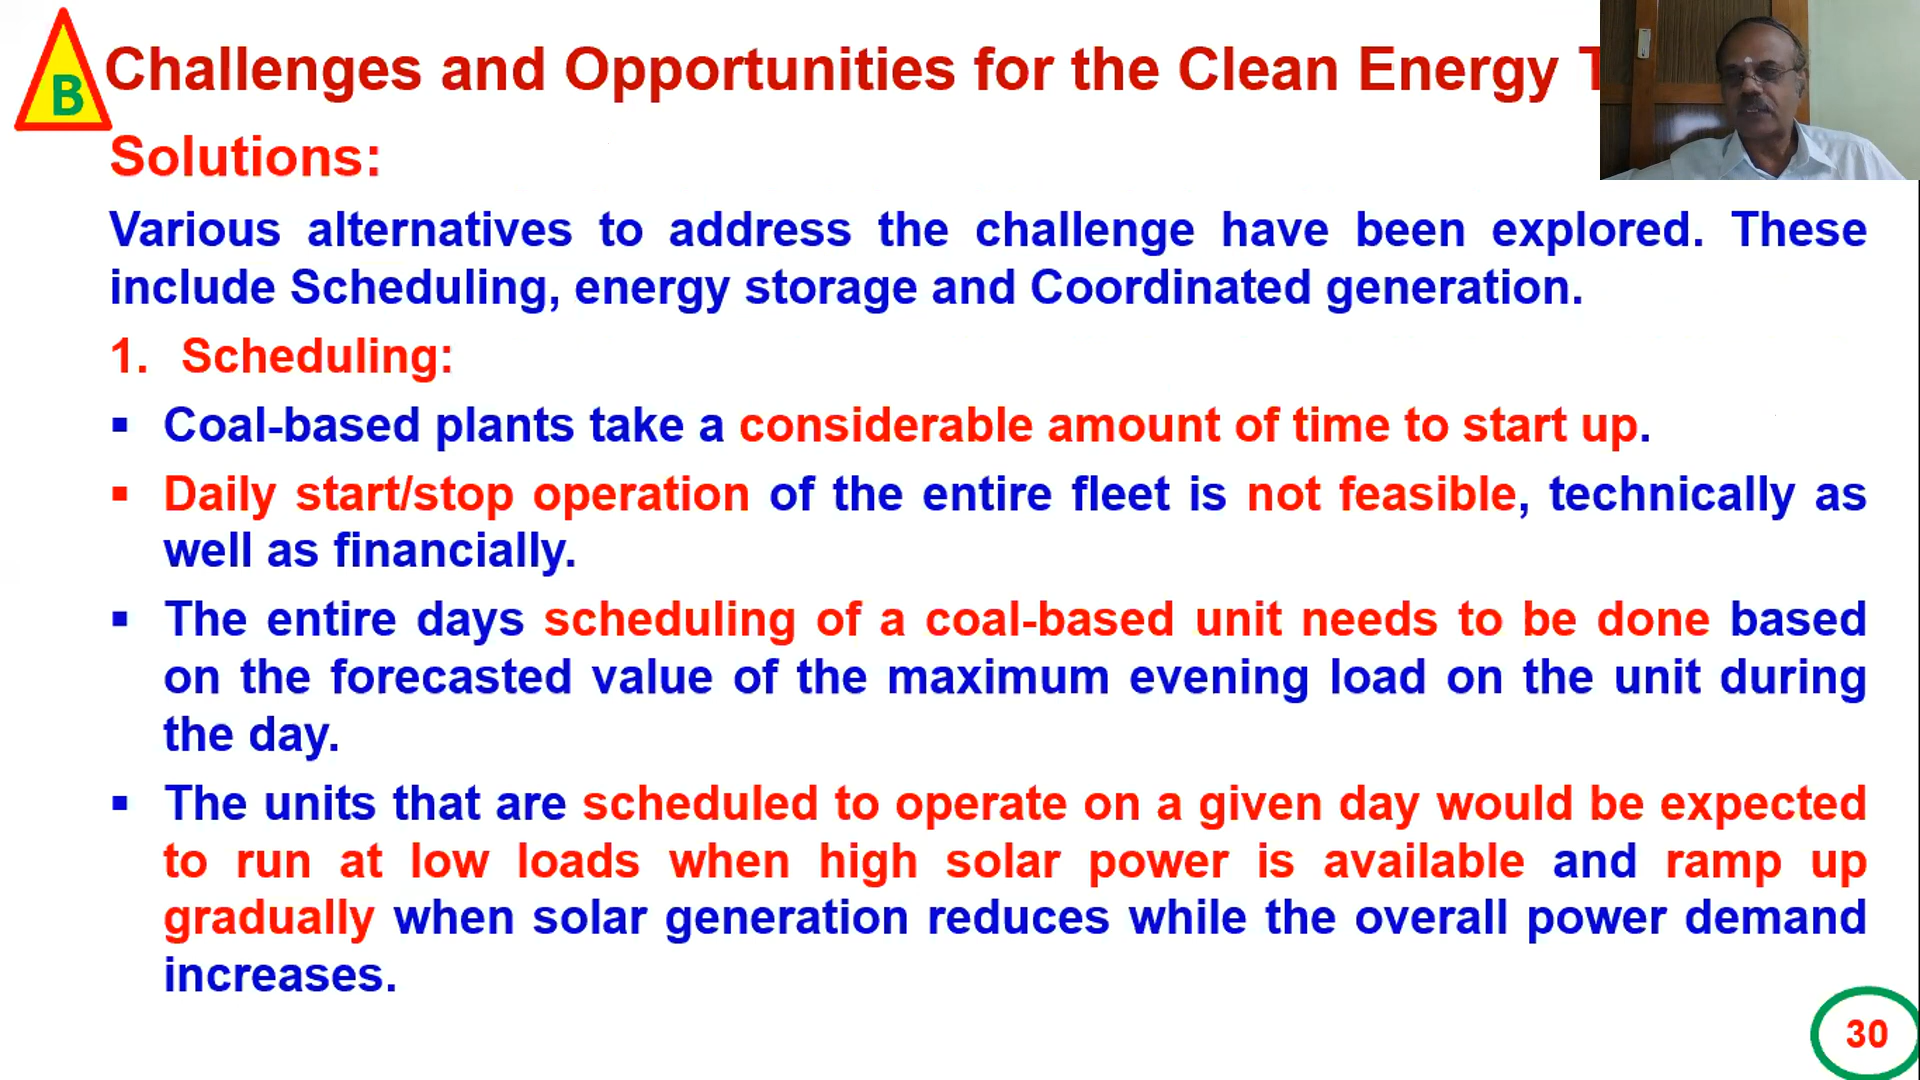 B
Challenges and Opportunities for the Clean Energy
Solutions:
Various alternatives to address the challenge have been explored. These
include Scheduling, energy storage and Coordinated generation.
1. Scheduling:
▪ Coal-based plants take a considerable amount of time to start up.
▪ Daily start/stop operation of the entire fleet is not feasible, technically as
well as financially.
▪ The entire days scheduling of a coal-based unit needs to be done based
on the forecasted value of the maximum evening load on the unit during
the day.
▪ The units that are scheduled to operate on a given day would be expected
to run at low loads when high solar power is available and ramp up
gradually when solar generation reduces while the overall power demand
increases.
30